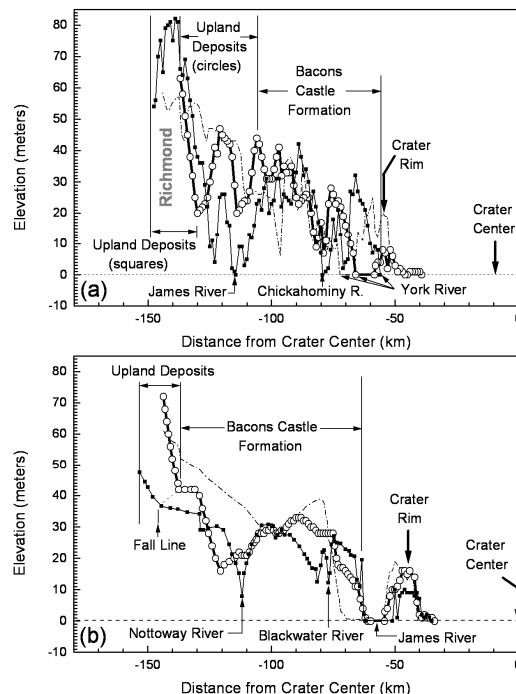 90
80
70
60
50
40
30
20
10
0
-10
Elevation (meters)
Upland
Deposits
(circles)
Bacons
Castle
Formation
Richmond
Crater
Rim
Crater
Center
Upland Deposits
(squares)
(a)
James River
Chickahominy R.
York River
-150
-100
-50
0
Distance from Crater Center (km)
90
80
70
60
50
40
30
20
10
0
-10
Elevation (meters)
Upland Deposits
Bacons Castle
Formation
Crater
Rim
Crater
Center
Fall Line
(b)
Nottoway River
Blackwater River
James River
-150
-100
-50
0
Distance from Crater Center (km)